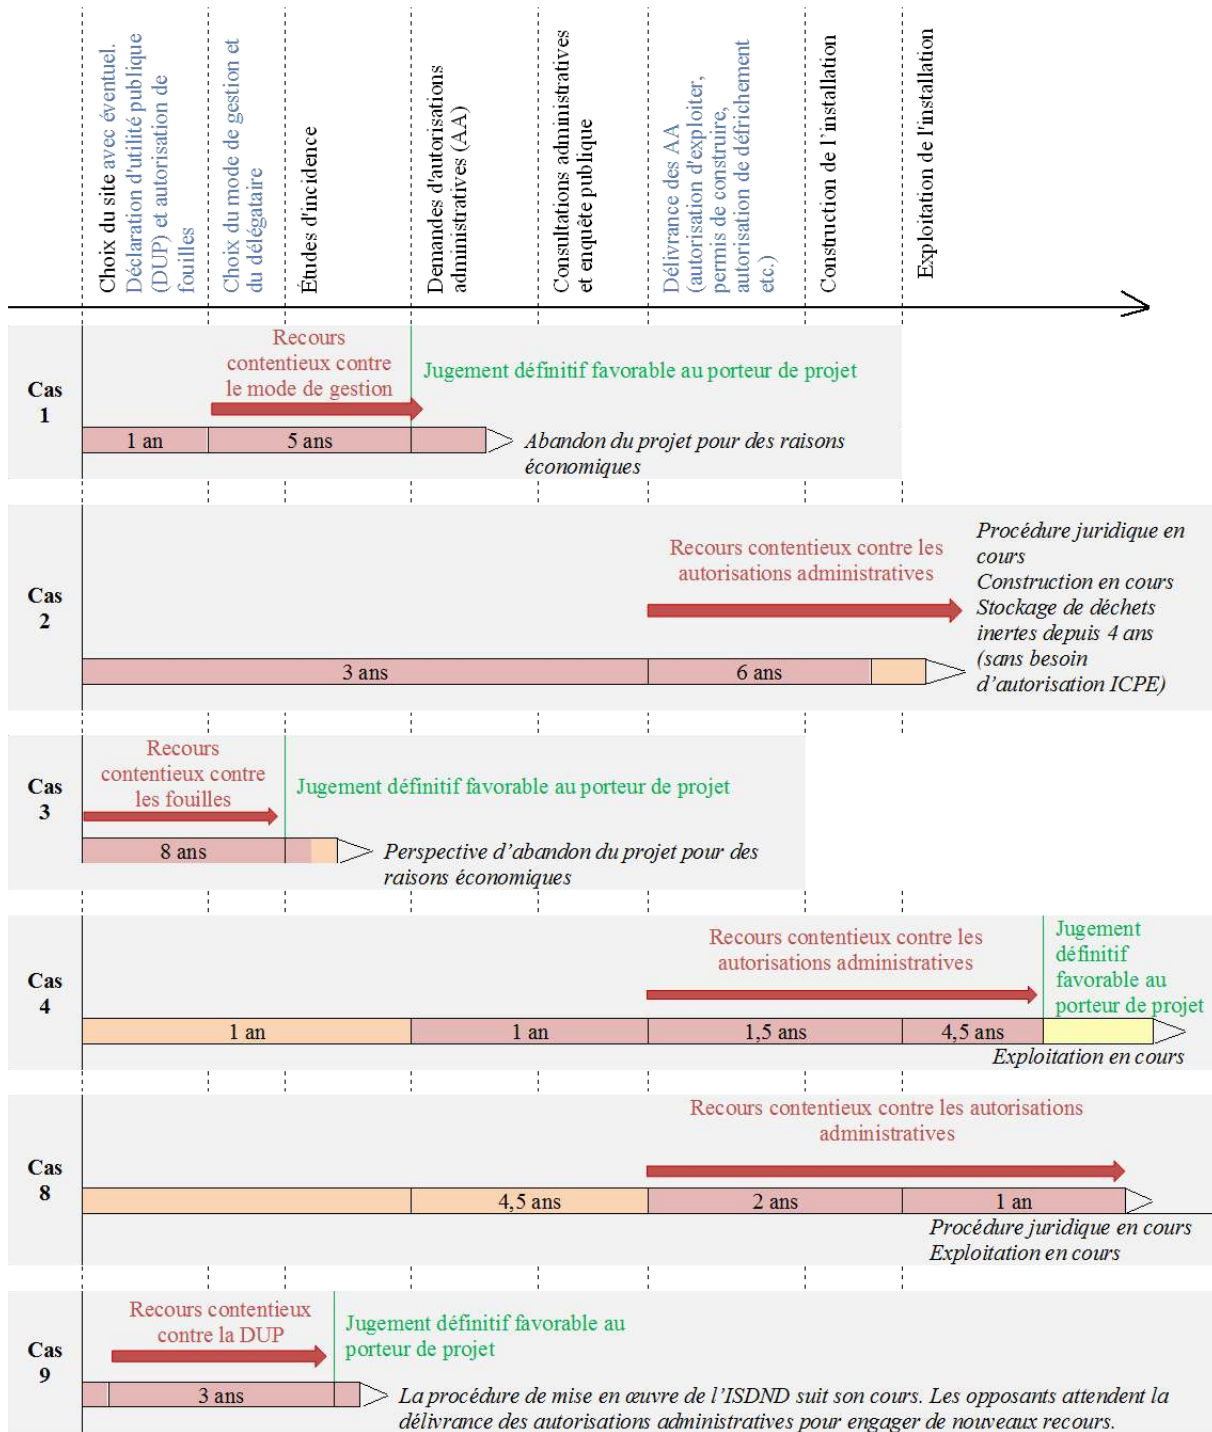 Choix du site avec éventuel.
Déclaration d'utilité publique
(DUP) et autorisation de
fouilles
Choix du mode de gestion et
du délégataire
Études d'incidence
Demandes d'autorisations
administratives (AA)
Consultations administratives
et enquête publique
Délivrance des AA
(autorisation d'exploiter,
permis de construire,
autorisation de défrichement
etc.)
Construction de l'installation
Exploitation de l'installation
Cas
1
Recours
contentieux contre
le mode de gestion
Jugement définitif favorable au porteur de projet
1 an
5 ans
Abandon du projet pour des raisons
économiques
Cas
2
Recours contentieux contre les
autorisations administratives
3 ans
6 ans
Procédure juridique en
cours
Construction en cours
Stockage de déchets
inertes depuis 4 ans
(sans besoin
d'autorisation ICPE)
Cas
3
Recours
contentieux contre
les fouilles
Jugement définitif favorable au porteur de projet
8 ans
Perspective d'abandon du projet pour des
raisons économiques
Cas
4
Recours contentieux contre les
autorisations administratives
Jugement
définitif
favorable au
porteur de projet
1 an
1 an
1,5 ans
4,5 ans
Exploitation en cours
Cas
8
Recours contentieux contre les autorisations
administratives
4,5 ans
2 ans
1 an
Procédure juridique en cours
Exploitation en cours
Cas
9
Recours contentieux
contre la DUP
Jugement définitif favorable au
porteur de projet
3 ans
La procédure de mise en œuvre de l'ISDND suit son cours. Les opposants attendent la
délivrance des autorisations administratives pour engager de nouveaux recours.